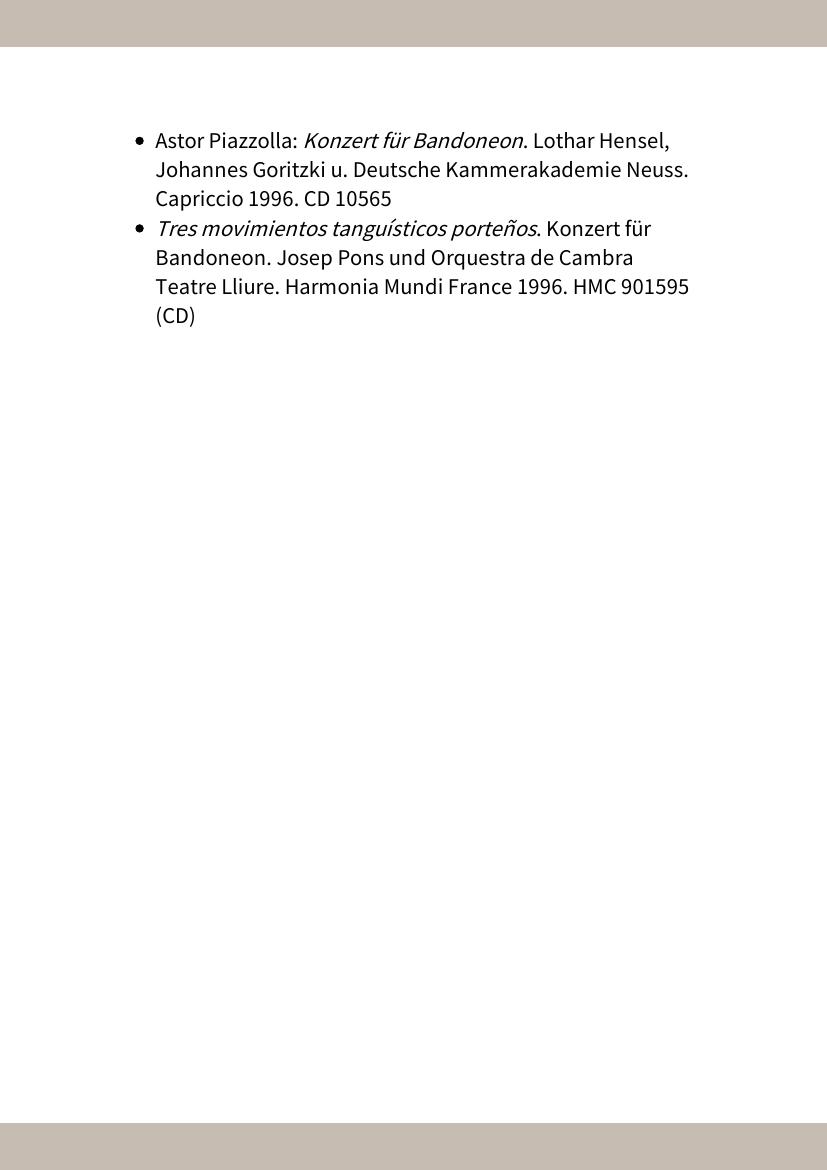 • Astor Piazzolla: Konzert für Bandoneon. Lothar Hensel,
Johannes Goritzki u. Deutsche Kammerakademie Neuss.
Capriccio 1996. CD 10565
• Tres movimientos tanguísticos porteños. Konzert für
Bandoneon. Josep Pons und Orquestra de Cambra
Teatre Lliure. Harmonia Mundi France 1996. HMC 901595
(CD)